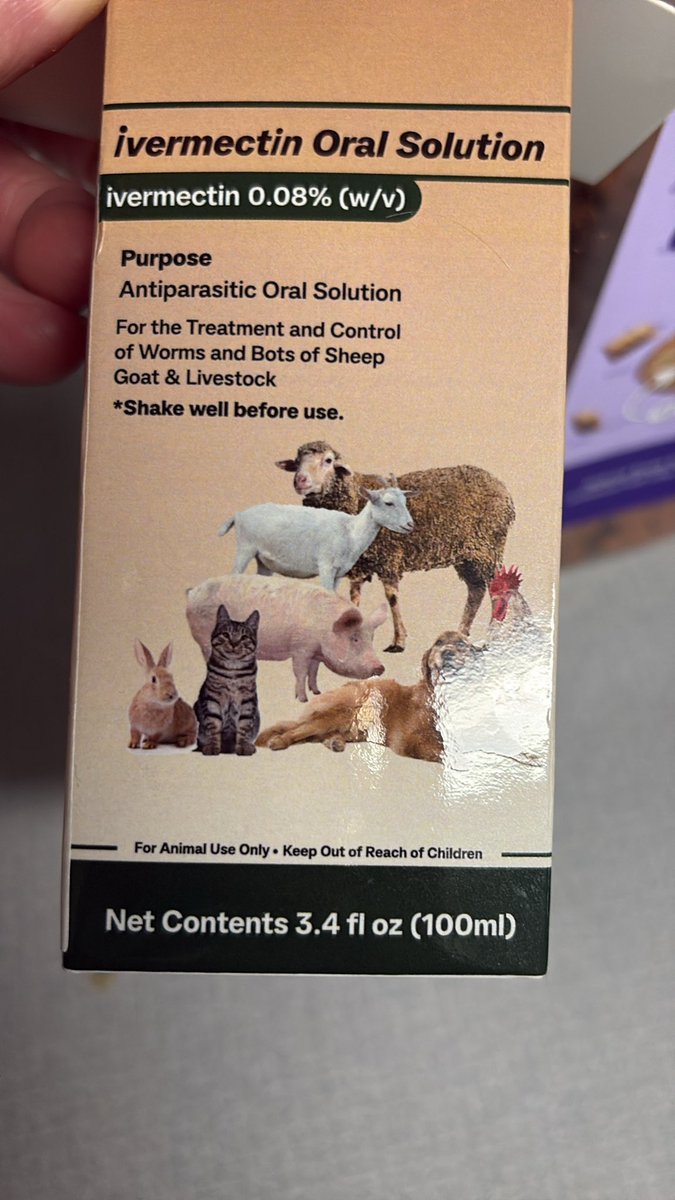 ivermectin Oral Solution
ivermectin 0.08% (w/v)
Purpose
Antiparasitic Oral Solution
For the Treatment and Control
of Worms and Bots of Sheep
Goat & Livestock
*Shake well before use.
For Animal Use Only • Keep Out of Reach of Children
Net Contents 3.4 fl oz (100ml)